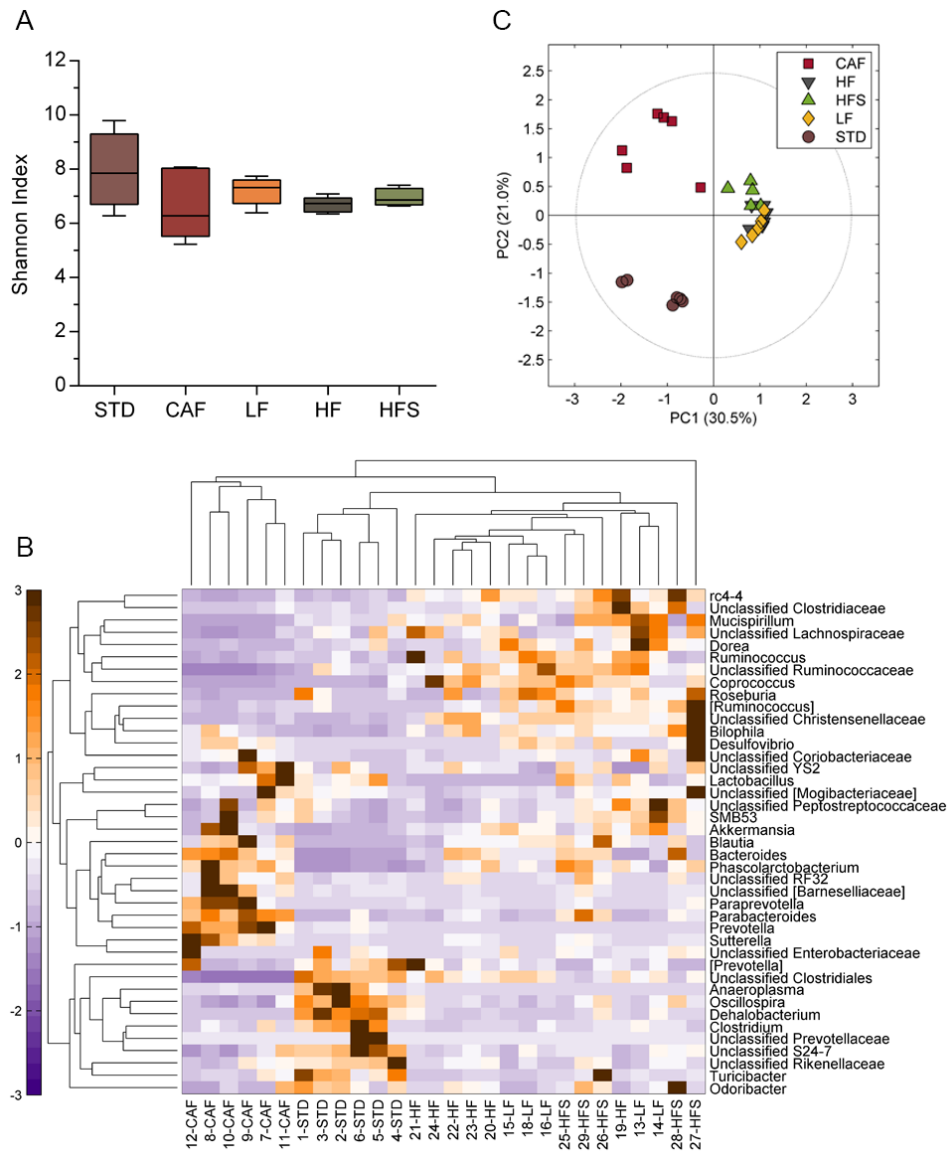 A
12
10
8
6
4
2
0
Shannon Index
STD CAF LF HF HFS
C
2.5
2
1.5
1
0.5
0
-0.5
-1
-1.5
-2
-2.5
PC2 (21.0%)
-3 -2 -1 0 1 2 3
PC1 (30.5%)
CAF
HF
HFS
LF
STD
B
3
2
1
0
-1
-2
-3
rc4-4
Unclassified Clostridiaceae
Mucispirillum
Unclassified Lachnospiraceae
Dorea
Ruminococcus
Unclassified Ruminococcaceae
Coprococcus
Roseburia
[Ruminococcus]
Unclassified Christensenellaceae
Bilophila
Desulfovibrio
Unclassified Coriobacteriaceae
Unclassified YS2
Lactobacillus
Unclassified [Mogibacteriaceae]
Unclassified Peptostreptococcaceae
SMB53
Akkermansia
Blautia
Bacteroides
Phascolarctobacterium
Unclassified RF32
Unclassified [Barneselliaceae]
Paraprevotella
Parabacteroides
Prevotella
Sutterella
Unclassified Enterobacteriaceae
[Prevotella]
Unclassified Clostridiales
Anaeroplasma
Oscillospira
Dehalobacterium
Clostridium
Unclassified Prevotellaceae
Unclassified S24-7
Unclassified Rikenellaceae
Turicibacter
Odoribacter
12-CAF
8-CAF
10-CAF
9-CAF
7-CAF
11-CAF
1-STD
3-STD
2-STD
6-STD
5-STD
4-STD
21-HF
24-HF
22-HF
23-HF
20-HF
15-LF
18-LF
16-LF
25-HFS
29-HFS
26-HFS
19-HF
13-LF
14-LF
28-HFS
27-HFS